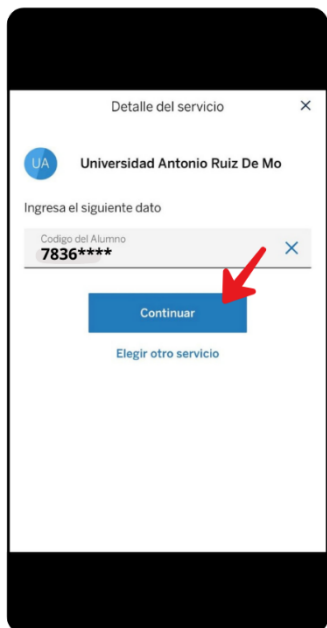 Detalle del servicio
UA
Universidad Antonio Ruiz De Mo
Ingresa el siguiente dato
Codigo del Alumno
7836****
Continuar
Elegir otro servicio